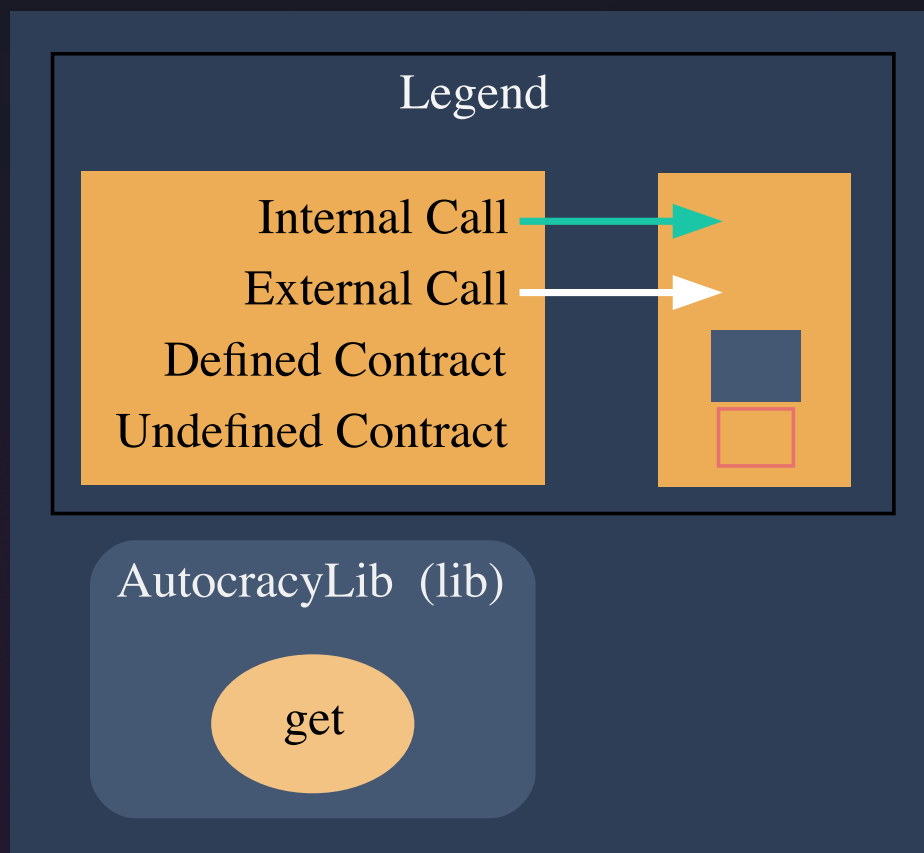 Legend
Internal Call
External Call
Defined Contract
Undefined Contract
AutocracyLib (lib)
get